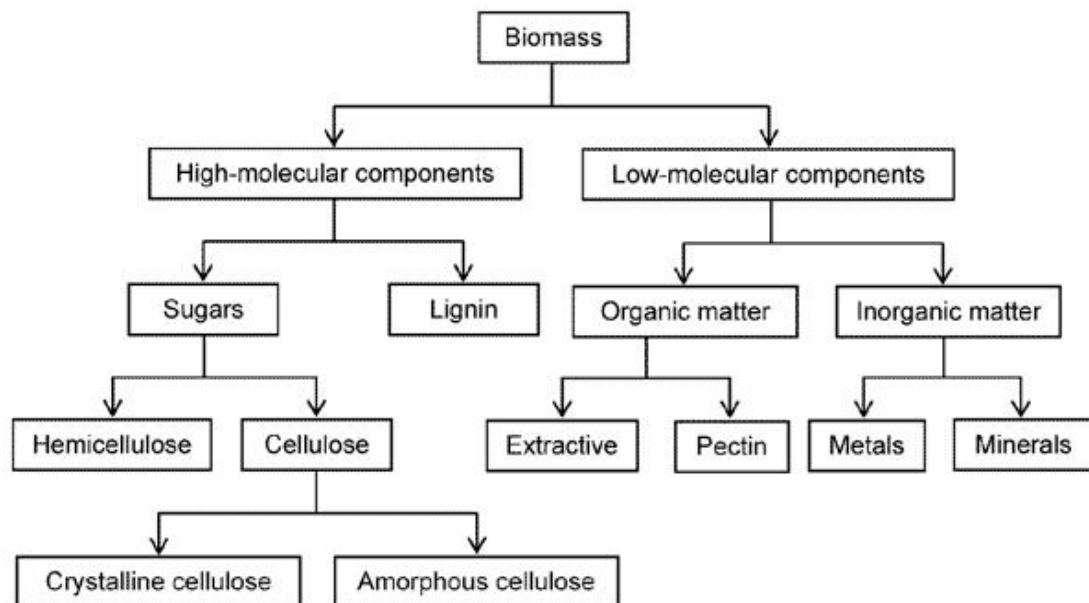 Biomass
High-molecular components
Low-molecular components
Sugars
Lignin
Organic matter
Inorganic matter
Hemicellulose
Cellulose
Extractive
Pectin
Metals
Minerals
Crystalline cellulose
Amorphous cellulose